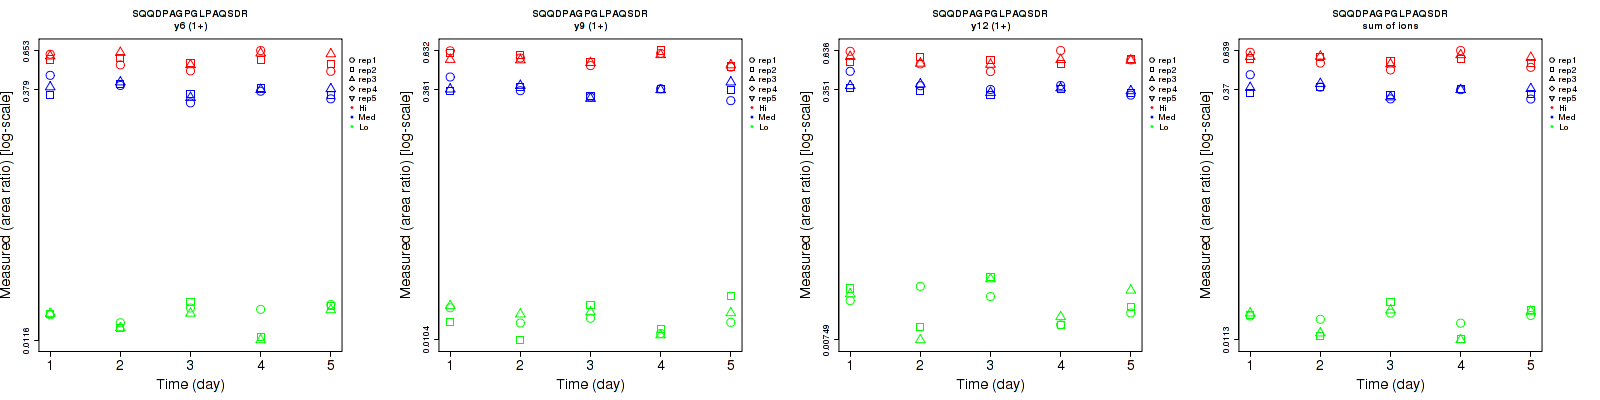 SQQDPAGPGLPAQSDR
y6 (1+)
Measured (area ratio) [log-scale]
0.653
0.379
0.0116
1 2 3 4 5
Time (day)
rep1
rep2
rep3
rep4
rep5
Hi
Med
Lo
SQQDPAGPGLPAQSDR
y9 (1+)
Measured (area ratio) [log-scale]
0.632
0.361
0.0104
1 2 3 4 5
Time (day)
rep1
rep2
rep3
rep4
rep5
Hi
Med
Lo
SQQDPAGPGLPAQSDR
y12 (1+)
Measured (area ratio) [log-scale]
0.636
0.351
0.00749
1 2 3 4 5
Time (day)
rep1
rep2
rep3
rep4
rep5
Hi
Med
Lo
SQQDPAGPGLPAQSDR
sum of ions
Measured (area ratio) [log-scale]
0.639
0.37
0.0113
1 2 3 4 5
Time (day)
rep1
rep2
rep3
rep4
rep5
Hi
Med
Lo